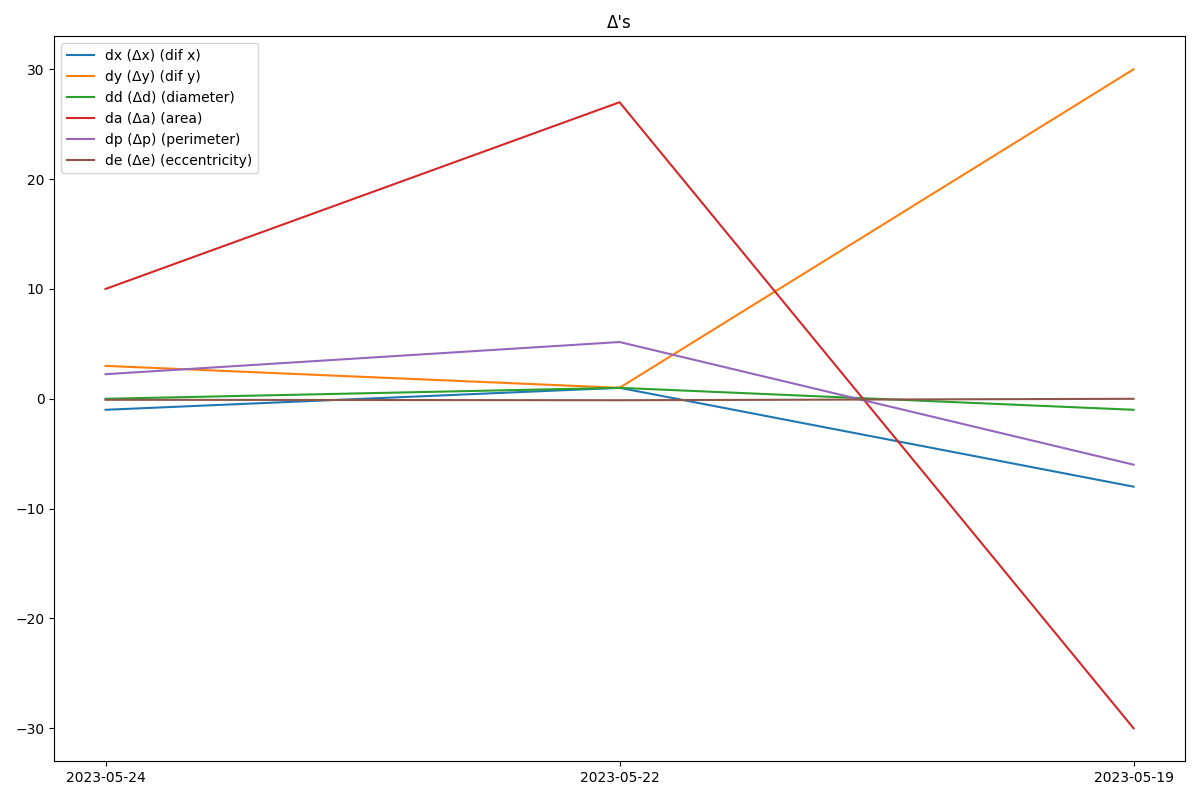 Δ's
dx (Δx) (dif x)
dy (Δy) (dif y)
dd (Δd) (diameter)
da (Δa) (area)
dp (Δp) (perimeter)
de (Δe) (eccentricity)
30
20
10
0
−10
−20
−30
2023-05-24 2023-05-22 2023-05-19